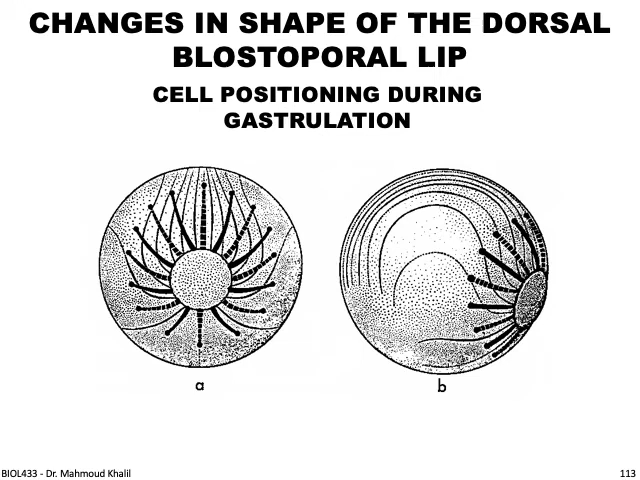 CHANGES IN SHAPE OF THE DORSAL
BLOSTOPORAL LIP
CELL POSITIONING DURING
GASTRULATION
a
b
BIOL433 - Dr. Mahmoud Khalil
113